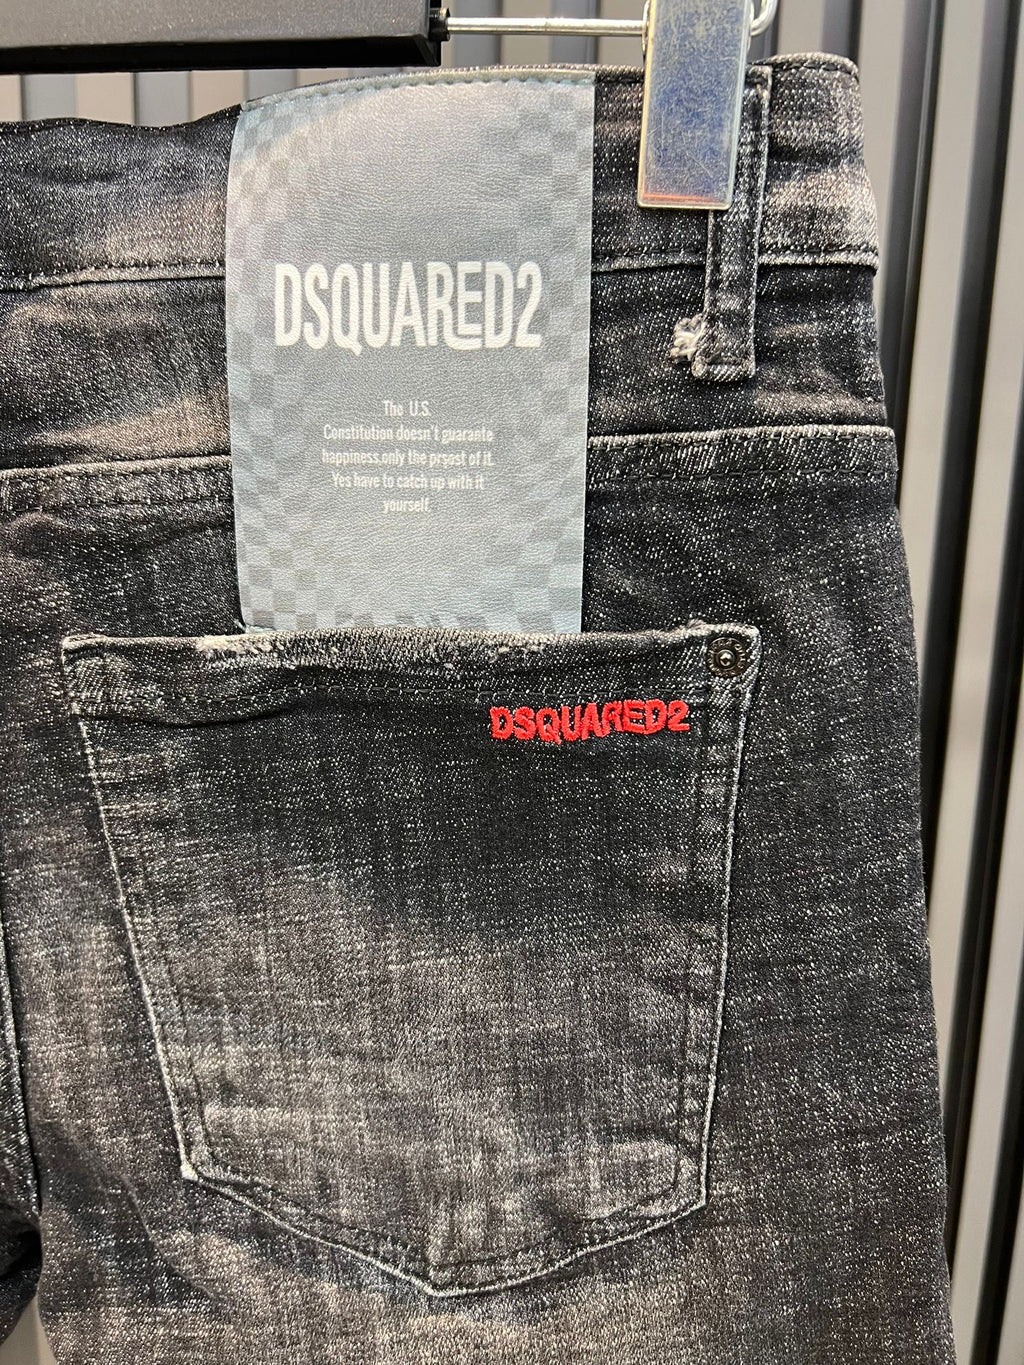 DSQUARED2
The U.S.
Constitution doesn't guarante
happiness.only the prsast of it.
Yes have to catch up with it
yourself.
DSQUARED2